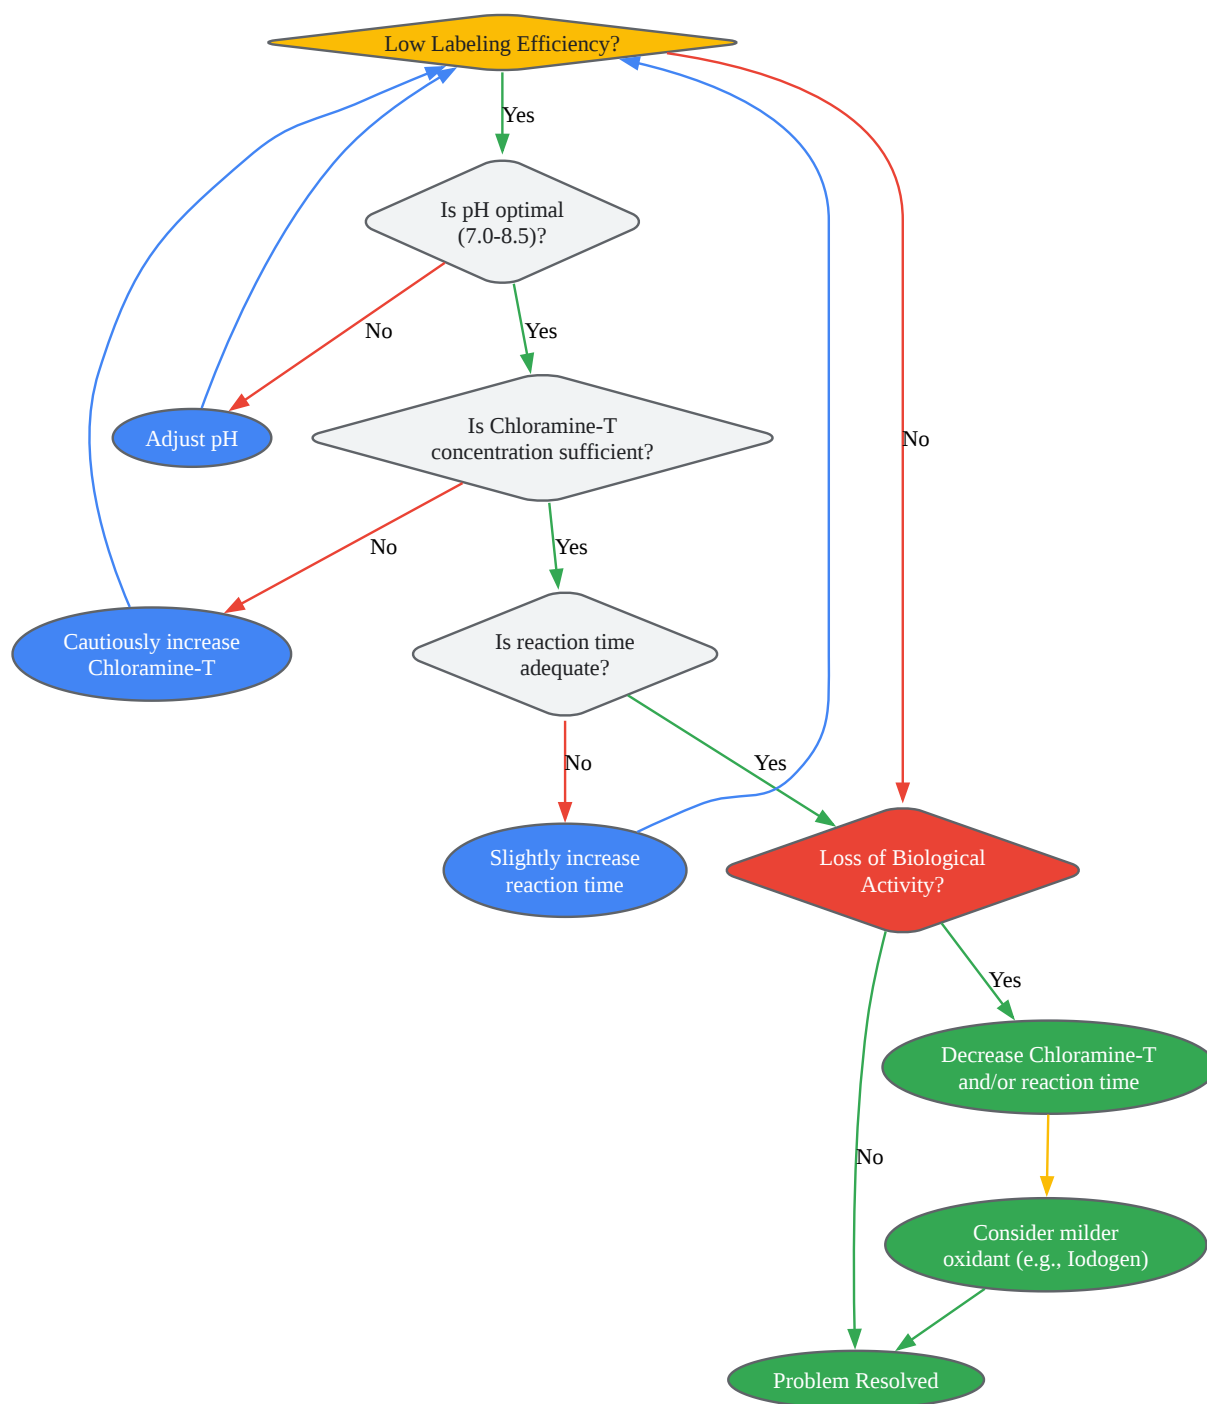 Low Labeling Efficiency?
Yes
Is pH optimal
(7.0-8.5)?
No
Yes
Adjust pH
Is Chloramine-T
concentration sufficient?
No
No
Yes
Cautiously increase
Chloramine-T
Is reaction time
adequate?
No
Yes
Slightly increase
reaction time
Loss of Biological
Activity?
Yes
Decrease Chloramine-T
and/or reaction time
No
Consider milder
oxidant (e.g., Iodogen)
Problem Resolved